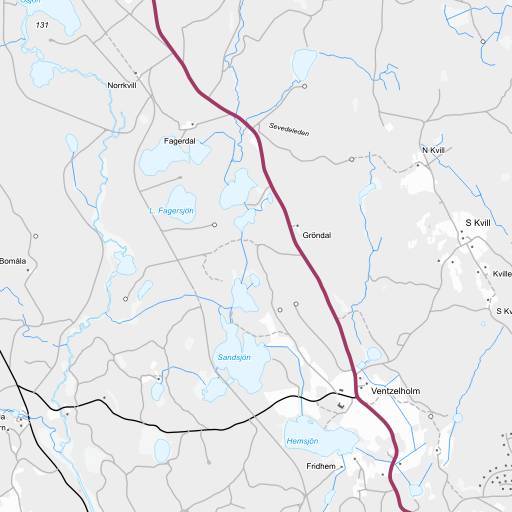 131
Norrkvill
Sevedeleden
Fagerdal
N Kvill
L. Fagersjön
S Kvill
Gröndal
Bomåla
Kville
S Kv
Sandsjön
Ventzelholm
Hemsjön
Fridhem